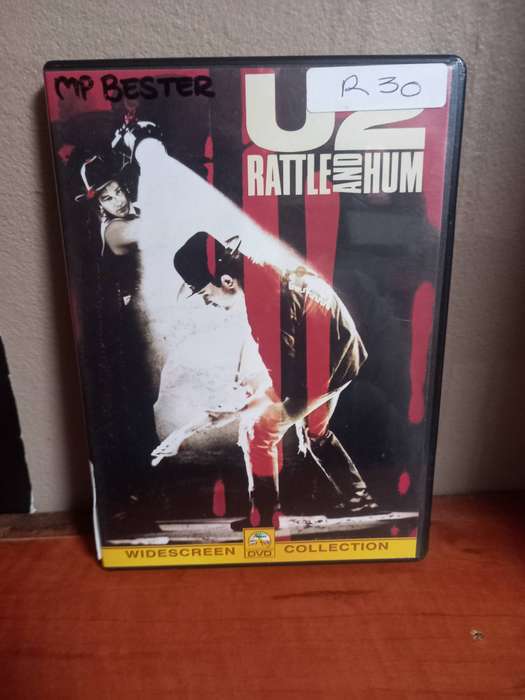 MP BESTER
R 30
U2
RATTLE AND HUM
WIDESCREEN DVD COLLECTION